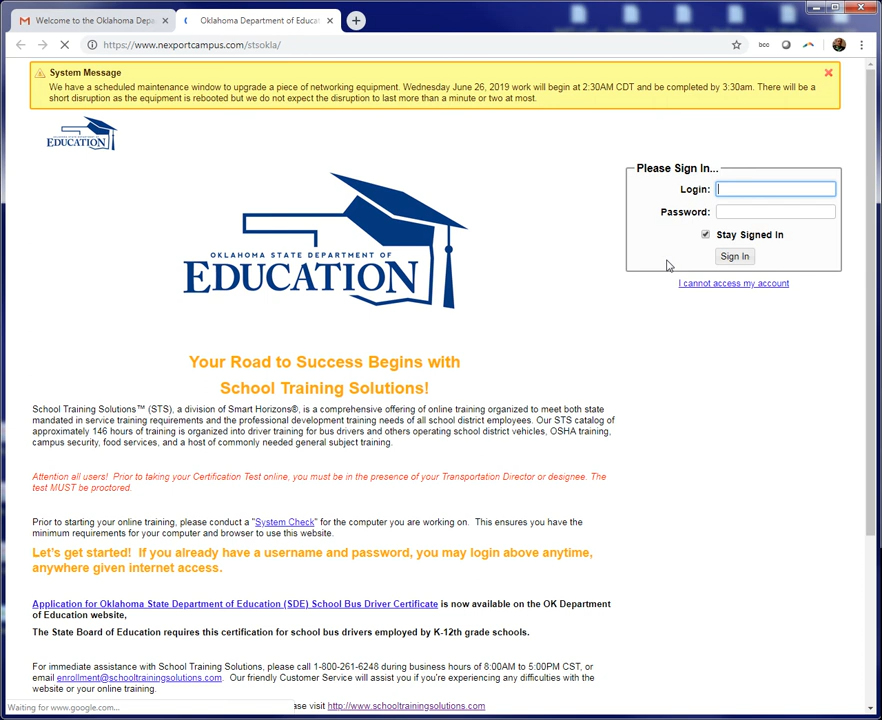 Welcome to the Oklahoma Depa
Oklahoma Department of Educat
https://www.nexportcampus.com/stsokla/
bcc
System Message
We have a scheduled maintenance window to upgrade a piece of networking equipment. Wednesday June 26, 2019 work will begin at 2:30AM CDT and be completed by 3:30am. There will be a
short disruption as the equipment is rebooted but we do not expect the disruption to last more than a minute or two at most.
EDUCATION
OKLAHOMA STATE DEPARTMENT OF
EDUCATION
Please Sign In...
Login:
Password:
Stay Signed In
Sign In
I cannot access my account
Your Road to Success Begins with
School Training Solutions!
School Training Solutions™ (STS), a division of Smart Horizons®, is a comprehensive offering of online training organized to meet both state
mandated in service training requirements and the professional development training needs of all school district employees. Our STS catalog of
approximately 146 hours of training is organized into driver training for bus drivers and others operating school district vehicles, OSHA training,
campus security, food services, and a host of commonly needed general subject training.
Attention all users!  Prior to taking your Certification Test online, you must be in the presence of your Transportation Director or designee. The
test MUST be proctored.
Prior to starting your online training, please conduct a "System Check" for the computer you are working on.  This ensures you have the
minimum requirements for your computer and browser to use this website.
Let's get started!  If you already have a username and password, you may login above anytime,
anywhere given internet access.
Application for Oklahoma State Department of Education (SDE) School Bus Driver Certificate is now available on the OK Department
of Education website,
The State Board of Education requires this certification for school bus drivers employed by K-12th grade schools.
For immediate assistance with School Training Solutions, please call 1-800-261-6248 during business hours of 8:00AM to 5:00PM CST, or
email enrollment@schooltrainingsolutions.com.  Our friendly Customer Service will assist you if you're experiencing any difficulties with the
website or your online training.
ase visit http://www.schooltrainingsolutions.com
Waiting for www.google.com...